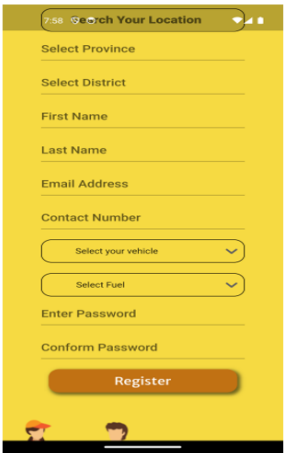 7:58 Search Your Location
Select Province
Select District
First Name
Last Name
Email Address
Contact Number
Select your vehicle
Select Fuel
Enter Password
Conform Password
Register